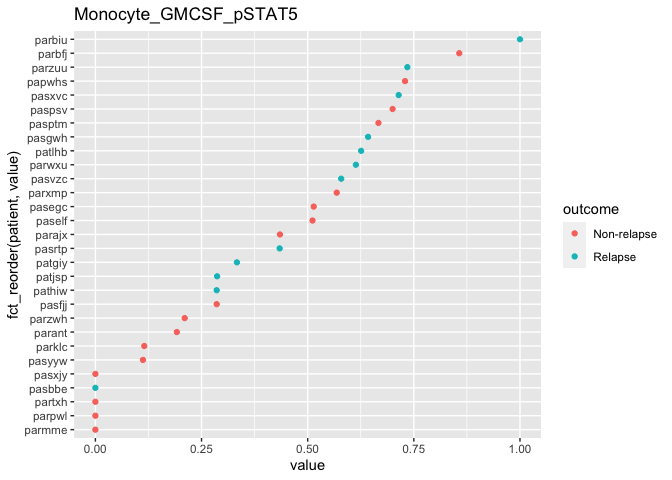 Monocyte_GMCSF_pSTAT5
fct_reorder(patient, value)
parbiu
parbfj
parzuu
papwhs
pasxvc
paspsv
pasptm
pasgwh
patlhb
parwxu
pasvzc
parxmp
pasegc
paself
parajx
pasrtp
patgiy
patjsp
pathiw
pasfjj
parzwh
parant
parklc
pasyyw
pasxjy
pasbbe
partxh
parpwl
parmme
0.00 0.25 0.50 0.75 1.00
value
outcome
Non-relapse
Relapse